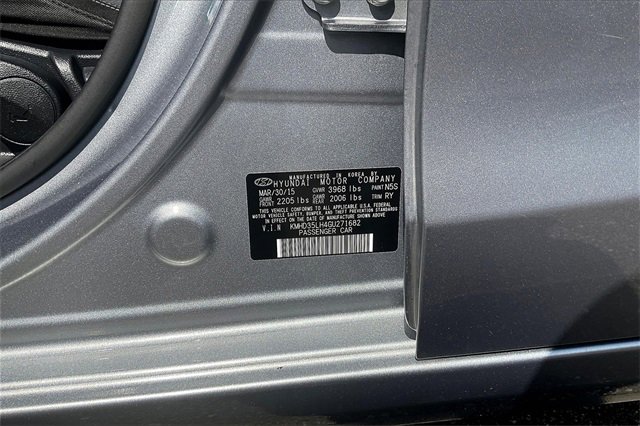 MANUFACTURED IN KOREA
HYUNDAI MOTOR COMPANY
MAR/30/15 GVWR 3968 lbs PAINT N5S
GAWR FRONT 2205 lbs GAWR REAR 2006 lbs TRIM RY
THIS VEHICLE CONFORMS TO ALL APPLICABLE U.S.A FEDERAL
MOTOR VEHICLE SAFETY, BUMPER, AND THEFT PREVENTION STANDARDS
IN EFFECT ON THE DATE OF MANUFACTURE SHOWN ABOVE.
V.I.N KMHD35LH4GU271682
PASSENGER CAR